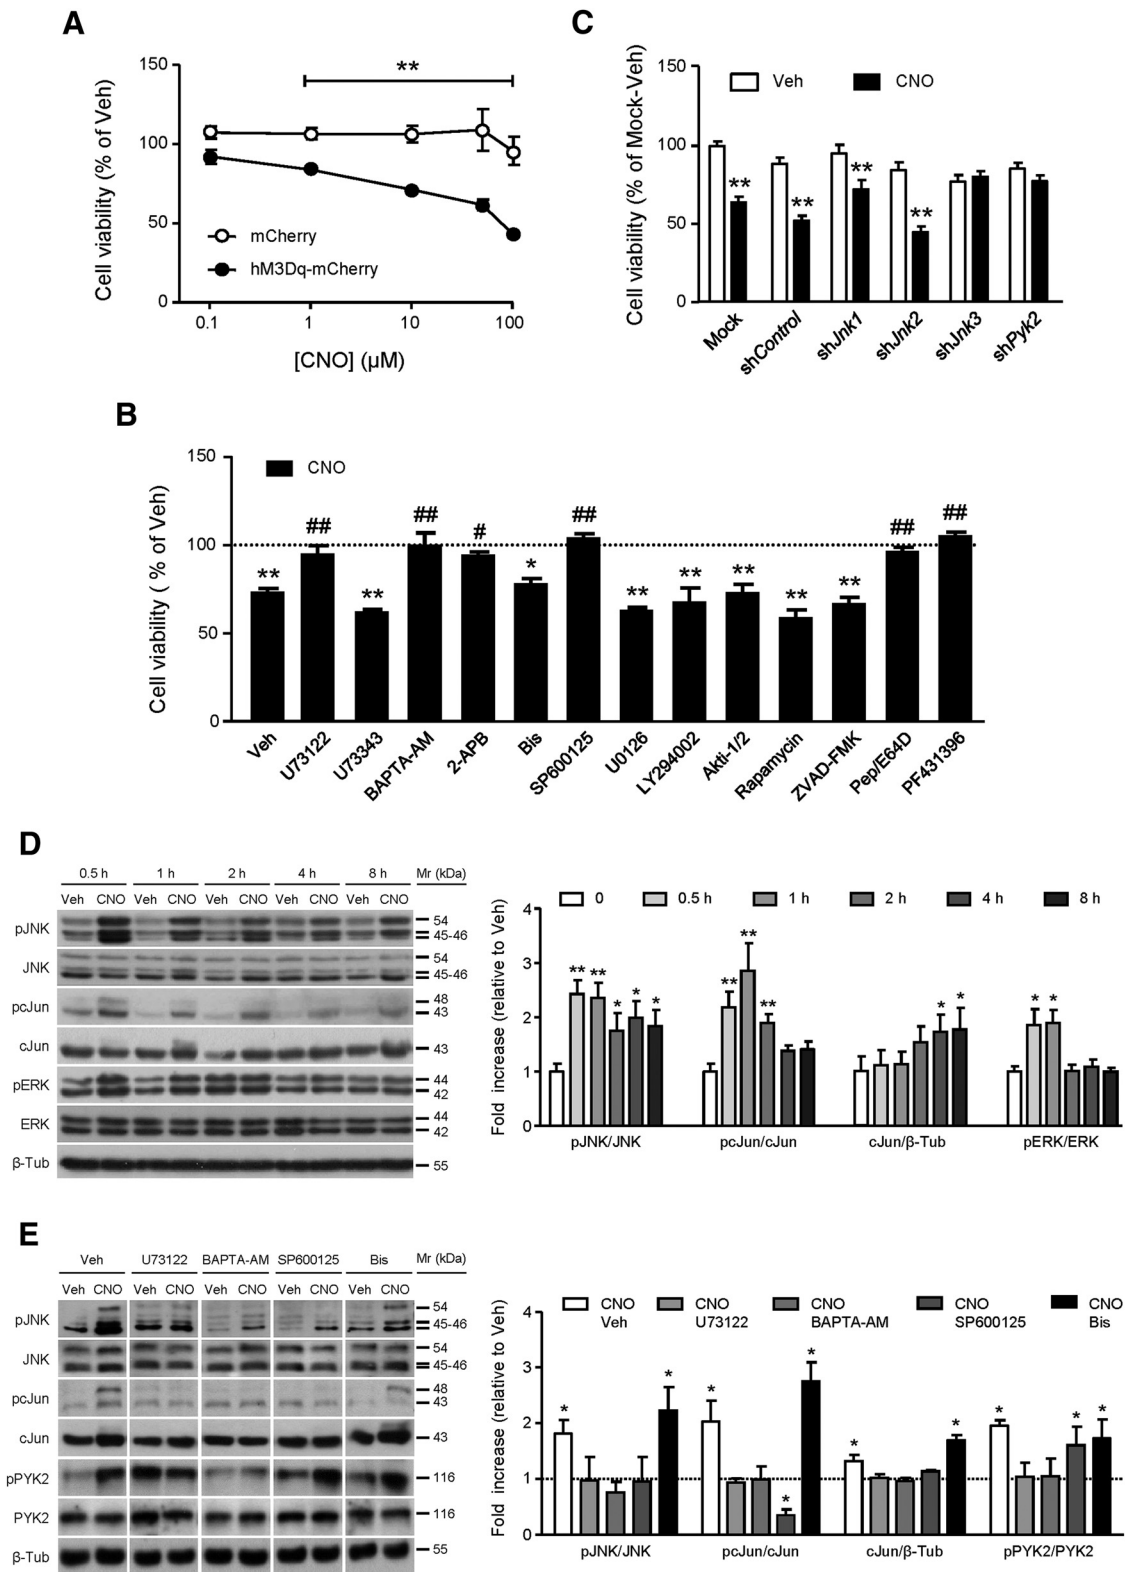 A
Cell viability (% of Veh)
150
100
50
0
**
mCherry
hM3Dq-mCherry
0.1 1 10 100
[CNO] (µM)
C
Cell viability (% of Mock-Veh)
150
100
50
0
Veh CNO
** ** ** **
Mock shControl shJnk1 shJnk2 shJnk3 shPyk2
B
Cell viability ( % of Veh)
150
100
50
0
CNO
** ## ** ## # * ## ** ** ** ** ** ## ##
Veh U73122 U73343 BAPTA-AM 2-APB Bis SP600125 U0126 LY294002 Akti-1/2 Rapamycin ZVAD-FMK Pep/E64D PF431396
D
0.5 h 1 h 2 h 4 h 8 h Mr (kDa)
Veh CNO Veh CNO Veh CNO Veh CNO Veh CNO
pJNK 54
45-46
JNK 54
45-46
pcJun 48
43
cJun 43
pERK 44
42
ERK 44
42
β-Tub 55
Fold increase (relative to Veh)
4
3
2
1
0
0 0.5 h 1 h 2 h 4 h 8 h
** ** * * * ** ** ** * * * *
pJNK/JNK pcJun/cJun cJun/β-Tub pERK/ERK
E
Veh U73122 BAPTA-AM SP600125 Bis Mr (kDa)
Veh CNO Veh CNO Veh CNO Veh CNO Veh CNO
pJNK 54
45-46
JNK 54
45-46
pcJun 48
43
cJun 43
pPYK2 116
PYK2 116
β-Tub 55
Fold increase (relative to Veh)
4
3
2
1
0
CNO CNO CNO CNO CNO
Veh U73122 BAPTA-AM SP600125 Bis
* * * * * * * * * *
pJNK/JNK pcJun/cJun cJun/β-Tub pPYK2/PYK2